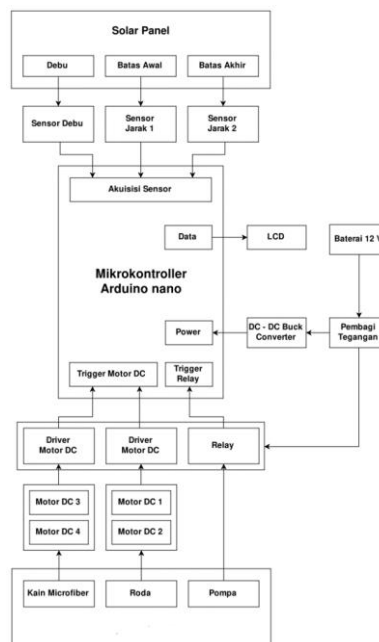 Solar Panel
Debu
Batas Awal
Batas Akhir
Sensor Debu
Sensor
Jarak 1
Sensor
Jarak 2
Akuisisi Sensor
Data
LCD
Baterai 12 V
Mikrokontroller
Arduino nano
Power
DC - DC Buck
Converter
Pembagi
Tegangan
Trigger Motor DC
Trigger
Relay
Driver
Motor DC
Driver
Motor DC
Relay
Motor DC 3
Motor DC 1
Motor DC 4
Motor DC 2
Kain Microfiber
Roda
Pompa